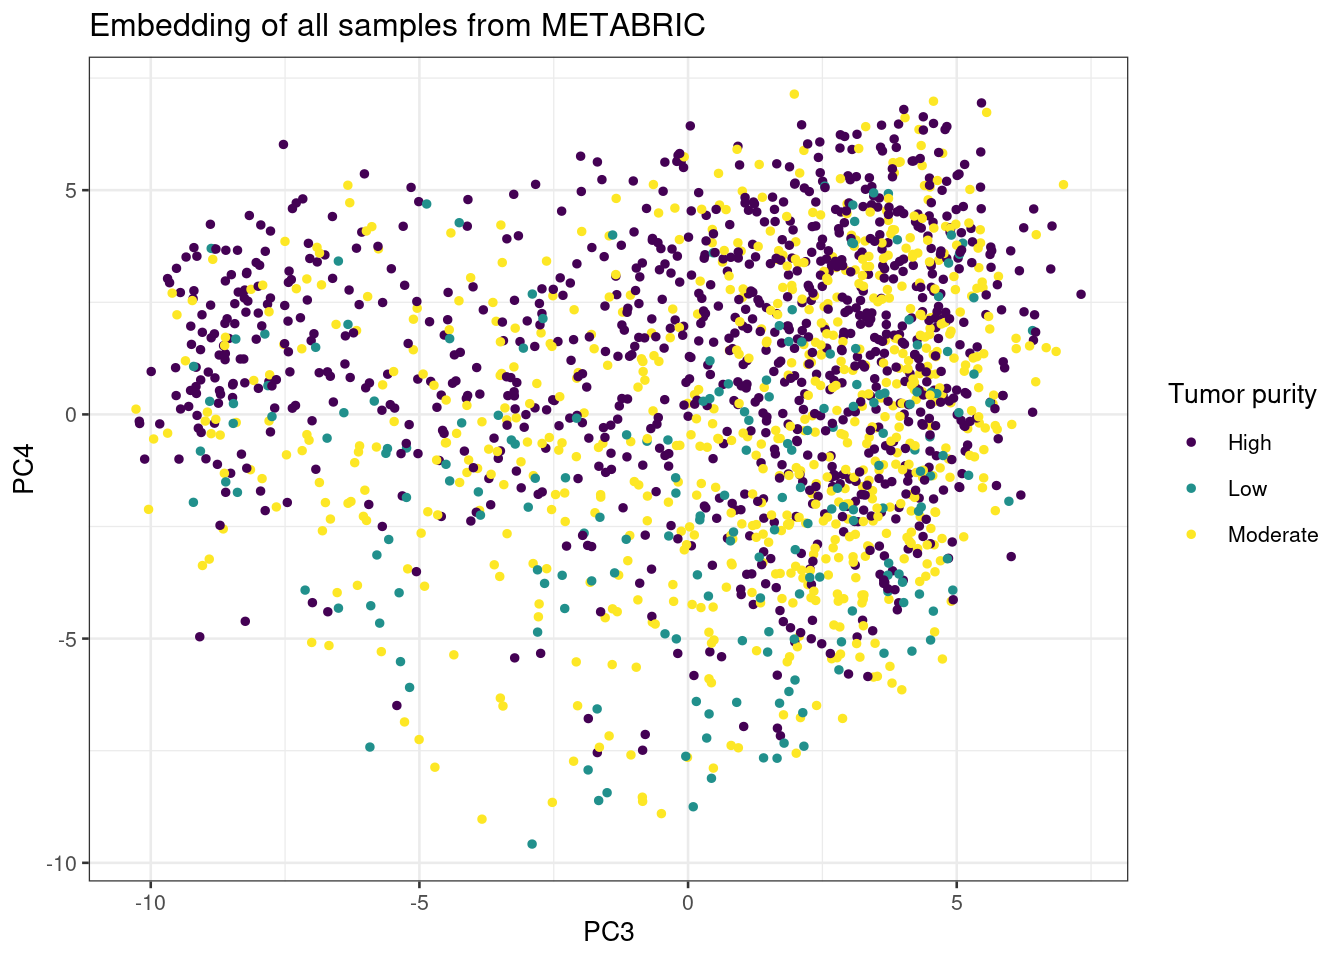 Embedding of all samples from METABRIC
PC4
5
0
-5
-10
-10
-5
0
5
PC3
Tumor purity
High
Low
Moderate